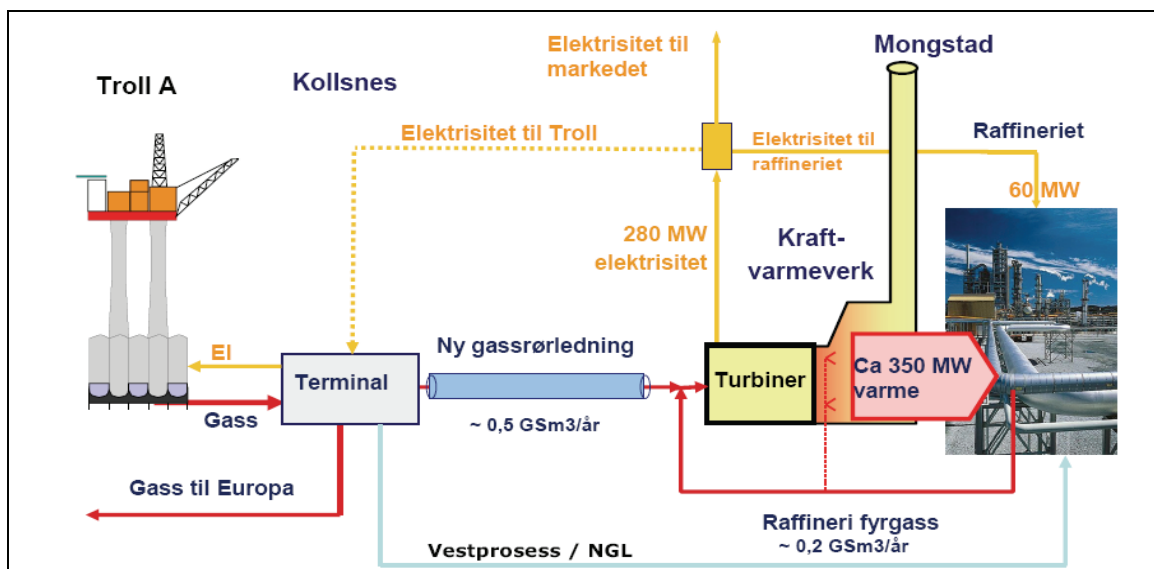 Elektrisitet til
markedet
Mongstad
Troll A
Kollsnes
Elektrisitet til Troll
Elektrisitet til
raffineriet
Raffineriet
60 MW
280 MW
elektrisitet
Kraft-
varmeverk
El
Ny gassrørledning
Terminal
Turbiner
Ca 350 MW
varme
Gass
~ 0,5 GSm3/år
Gass til Europa
Raffineri fyrgass
~ 0,2 GSm3/år
Vestprosess / NGL